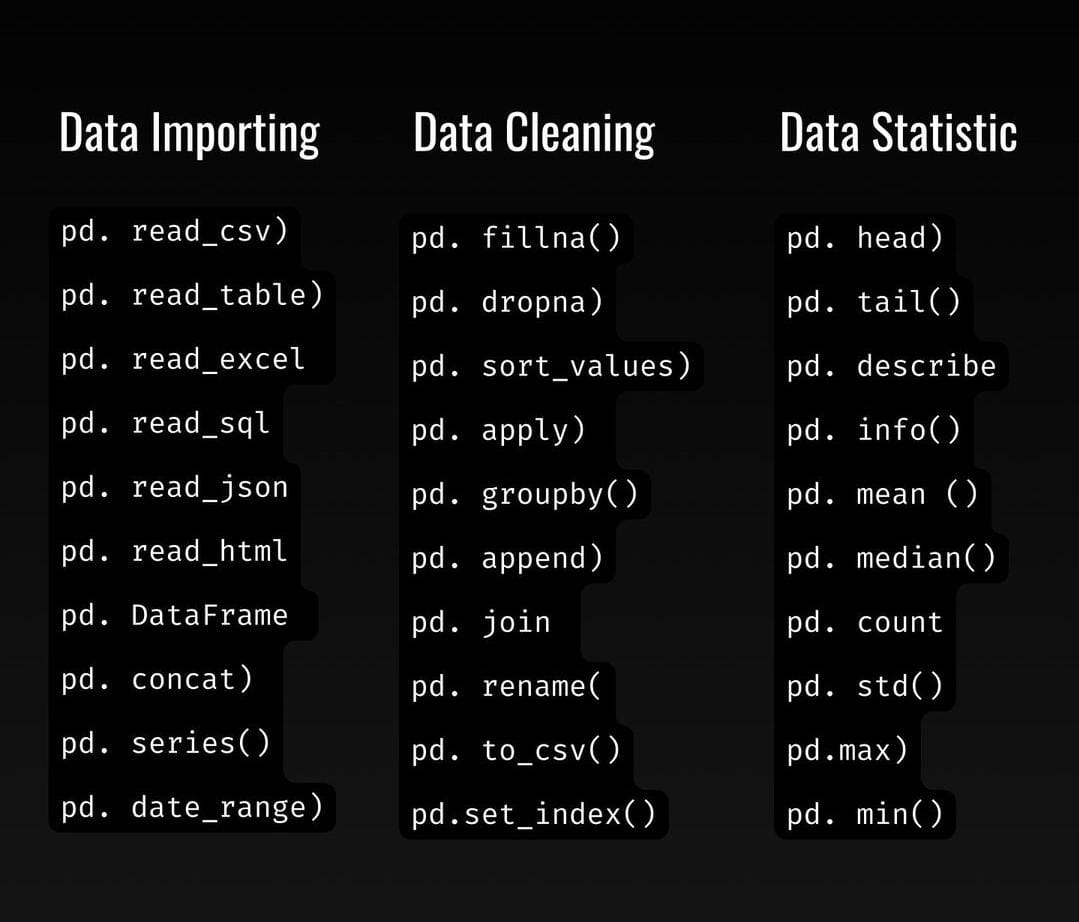 Data Importing
pd. read_csv)
pd. read_table)
pd. read_excel
pd. read_sql
pd. read_json
pd. read_html
pd. DataFrame
pd. concat)
pd. series()
pd. date_range)
Data Cleaning
pd. fillna()
pd. dropna)
pd. sort_values)
pd. apply)
pd. groupby()
pd. append)
pd. join
pd. rename(
pd. to_csv()
pd.set_index()
Data Statistic
pd. head)
pd. tail()
pd. describe
pd. info()
pd. mean ()
pd. median()
pd. count
pd. std()
pd.max)
pd. min()